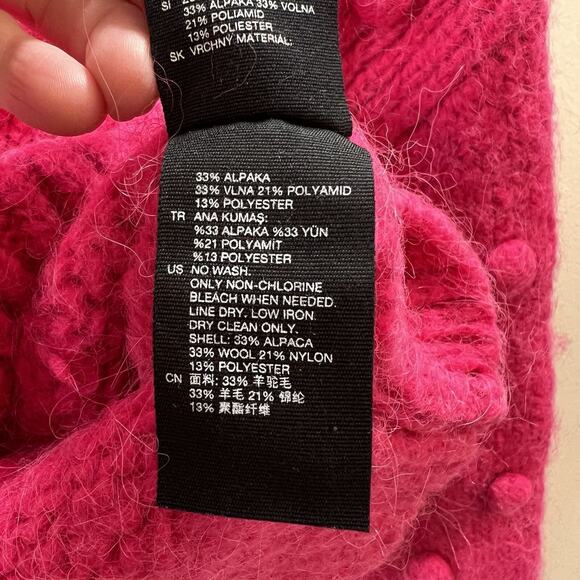 SI
33% ALPAKA 33% VOLNA
21% POLIAMID
13% POLIESTER
SK VRCHNÝ MATERIAL:
33% ALPAKA
33% VLNA 21% POLYAMID
13% POLYESTER
TR ANA KUMAŞ:
%33 ALPAKA %33 YÜN
%21 POLYAMİT
%13 POLYESTER
US NO WASH.
ONLY NON-CHLORINE
BLEACH WHEN NEEDED.
LINE DRY. LOW IRON.
DRY CLEAN ONLY.
SHELL: 33% ALPACA
33% WOOL 21% NYLON
13% POLYESTER
CN 面料: 33% 羊驼毛
33% 羊毛 21% 锦纶
13% 聚酯纤维